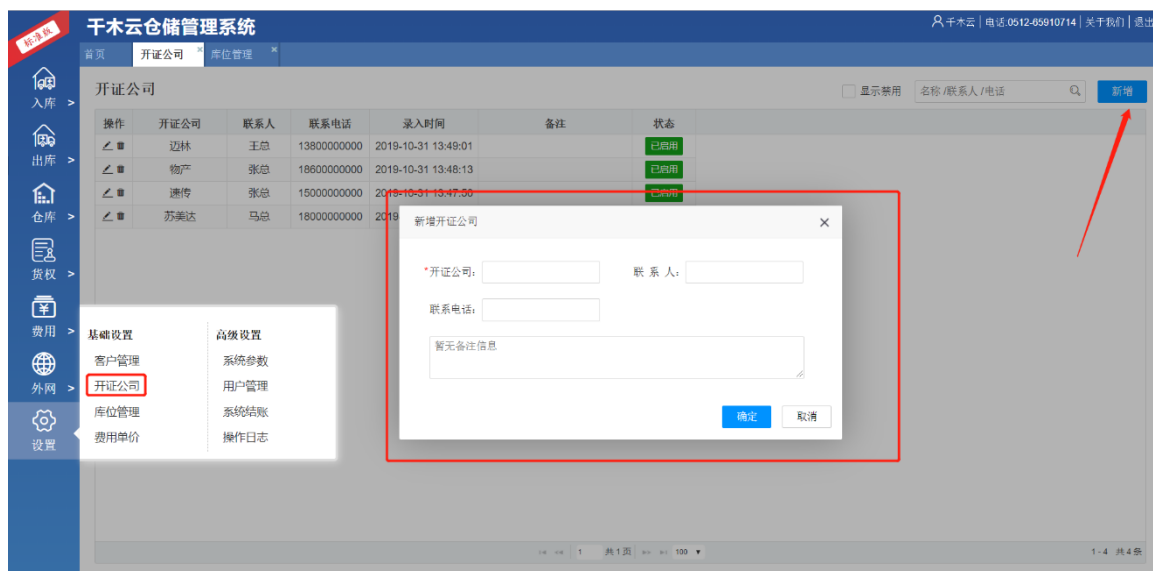 标准版
千木云仓储管理系统
千木云 | 电话:0512-65910714 | 关于我们 | 退出
首页 开证公司 × 库位管理 ×
开证公司
显示禁用 名称 /联系人 /电话 新增
操作 开证公司 联系人 联系电话 录入时间 备注 状态
迈林 王总 13800000000 2019-10-31 13:49:01 已启用
物产 张总 18600000000 2019-10-31 13:48:13 已启用
速传 张总 15000000000 2019-10-31 13:47:50 已启用
苏美达 马总 18000000000 2019
入库 >
出库 >
仓库 >
货权 >
费用 >
外网 >
设置
基础设置 高级设置
客户管理 系统参数
开证公司 用户管理
库位管理 系统结账
费用单价 操作日志
新增开证公司 ×
*开证公司: 联 系 人:
联系电话:
暂无备注信息
确定 取消
1 共1页 100 ▼
1 - 4 共 4 条